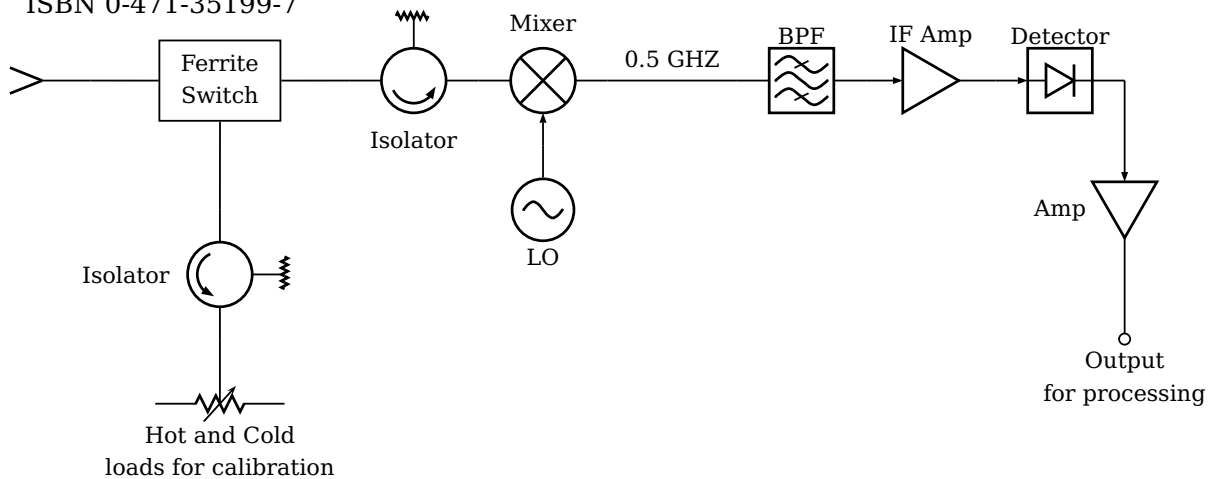 ISBN 0-471-35199-7
Mixer
BPF
IF Amp
Detector
0.5 GHZ
Ferrite
Switch
Isolator
Amp
LO
Isolator
Output
for processing
Hot and Cold
loads for calibration